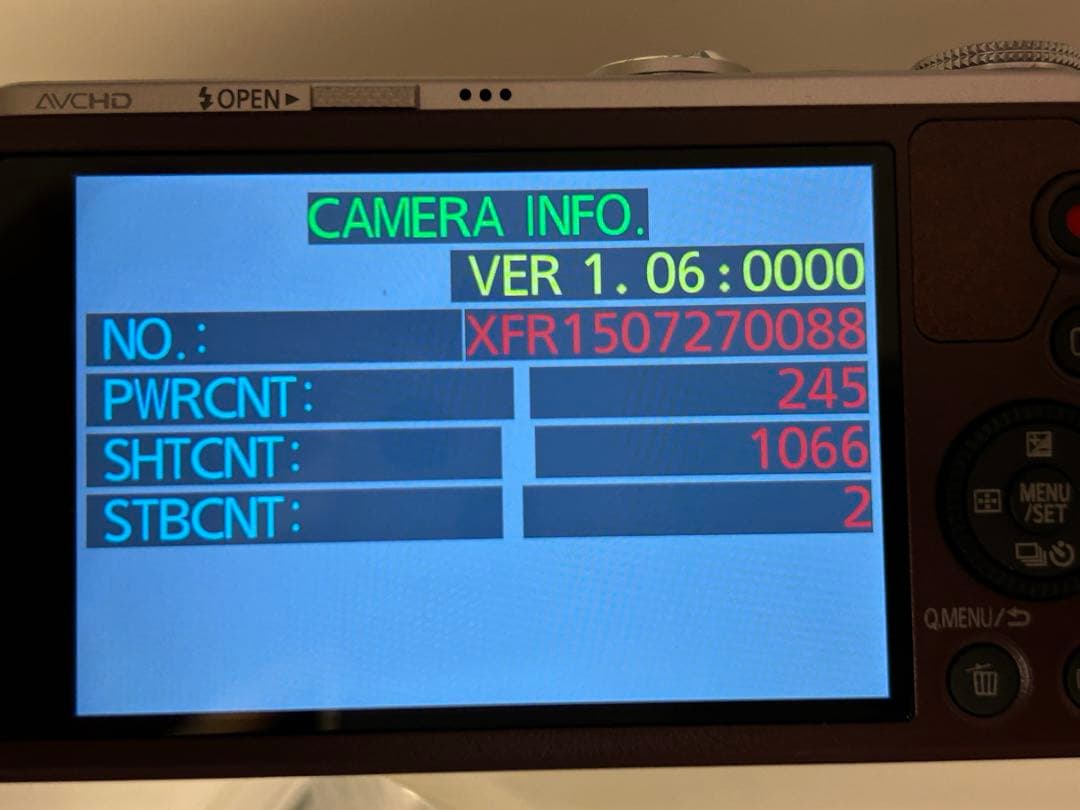 AVCHD OPEN
CAMERA INFO.
VER 1.06:0000
NO.: XFR1507270088
PWRCNT: 245
SHTCNT: 1066
STBCNT: 2
MENU
/SET
Q.MENU/